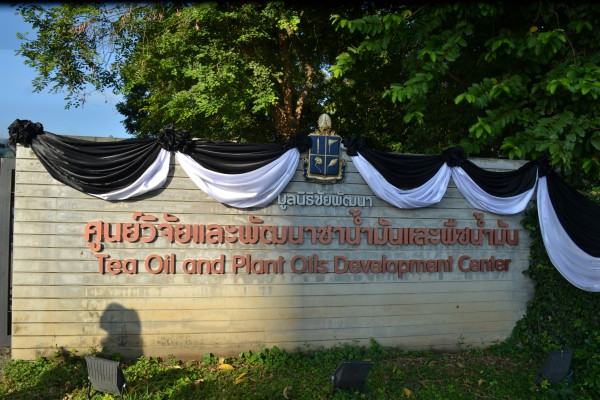 มูลนิธิชัยพัฒนา
ศูนย์วิจัยและพัฒนาชาน้ำมันและพืชน้ำมัน
Tea Oil and Plant Oils Development Center